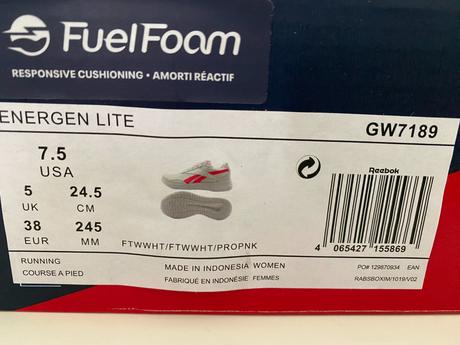 FuelFoam
RESPONSIVE CUSHIONING • AMORTI RÉACTIF
ENERGEN LITE
GW7189
7.5
USA
5
24.5
UK
CM
38
245
EUR
MM
FTWWHT/FTWWHT/PROPNK
Reebok
4 065427 155869
RUNNING
COURSE A PIED
MADE IN INDONESIA WOMEN
FABRIQUÉ EN INDONÉSIE FEMMES
PO# 129870934 EAN
RABSBOXIM/1019/V02